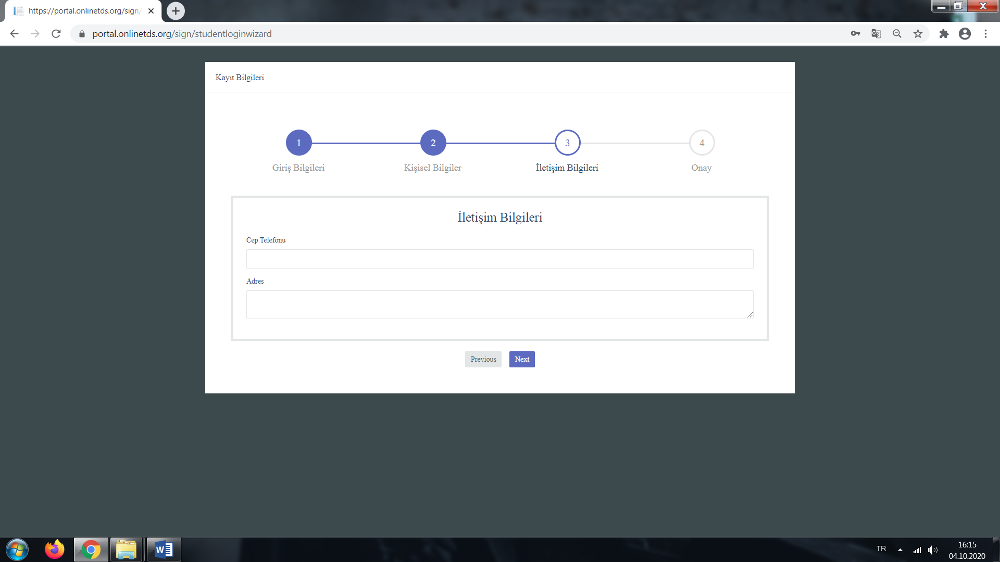 https://portal.onlinetds.org/sign/
portal.onlinetds.org/sign/studentloginwizard
Kayıt Bilgileri
1
2
3
4
Giriş Bilgileri
Kişisel Bilgiler
İletişim Bilgileri
Onay
İletişim Bilgileri
Cep Telefonu
Adres
Previous
Next
TR
16:15
04.10.2020